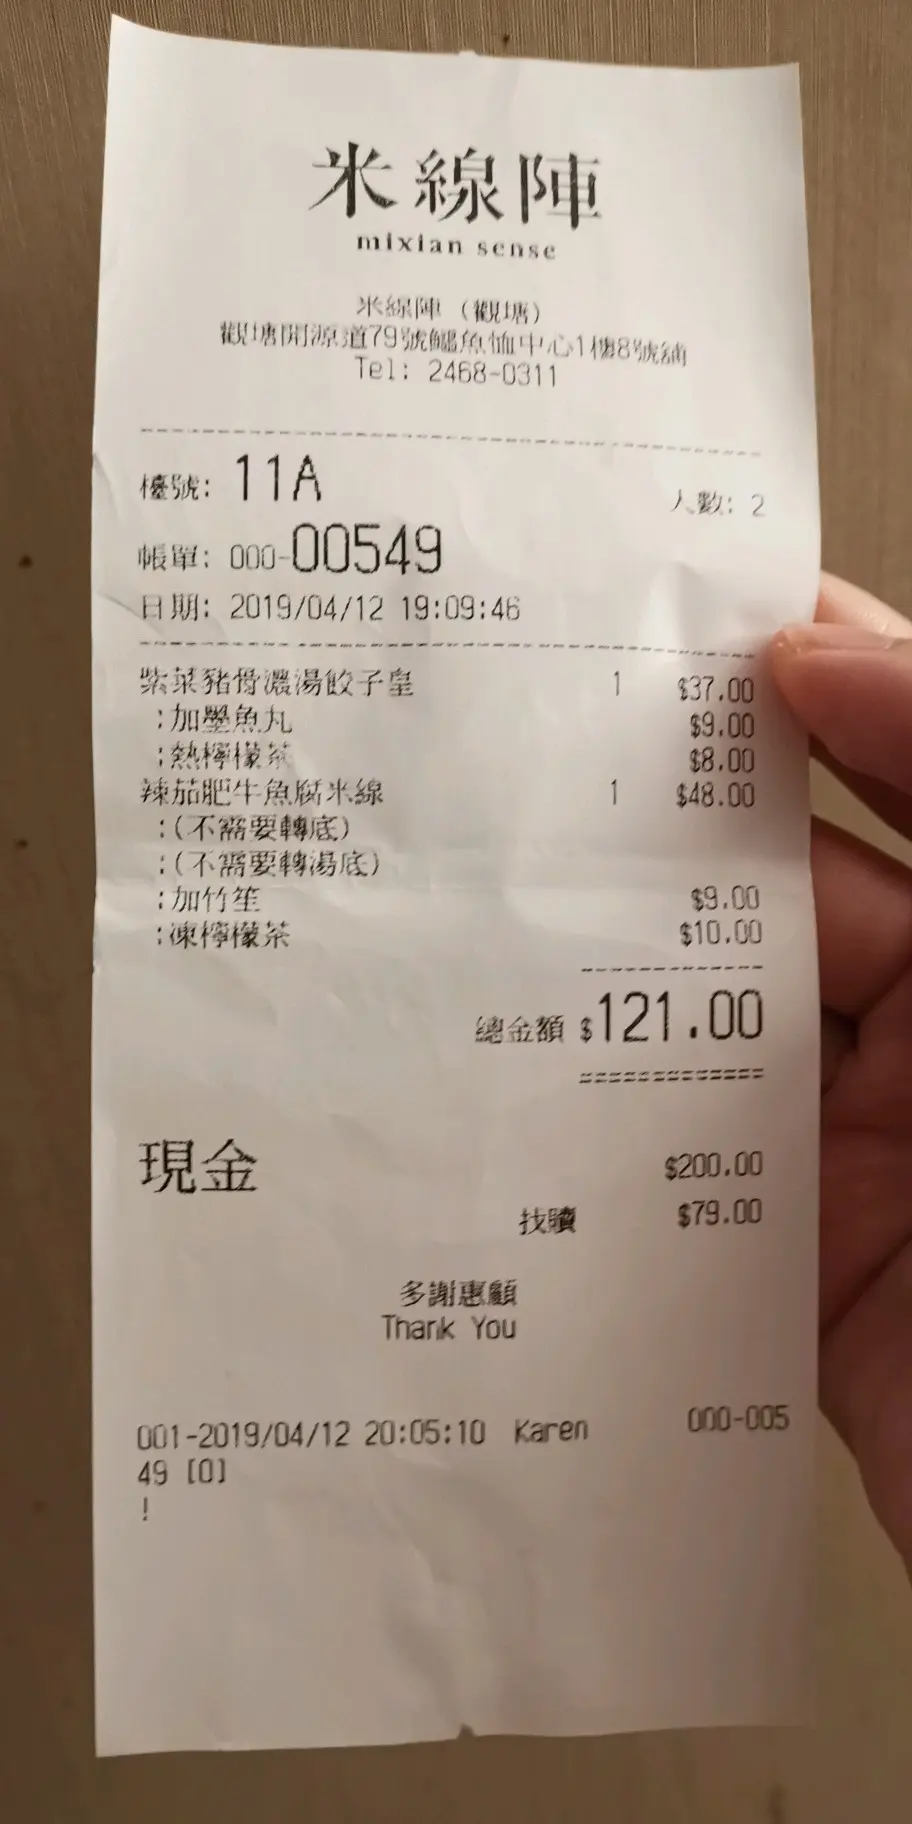 米線陣
mixian sense
米線陣 (觀塘)
觀塘開源道79號鱷魚恤中心1樓8號舖
Tel: 2468-0311
檯號: 11A 人數: 2
帳單: 000-00549
日期: 2019/04/12 19:09:46
紫菜豬骨濃湯餃子皇 1 $37.00
:加墨魚丸 $9.00
:熱檸檬茶 $8.00
辣茄肥牛魚腐米線 1 $48.00
:(不需要轉底)
:(不需要轉湯底)
:加竹笙 $9.00
:凍檸檬茶 $10.00
總金額 $121.00
現金 $200.00
找贖 $79.00
多謝惠顧
Thank You
001-2019/04/12 20:05:10 Karen 000-005
49 [0]
!